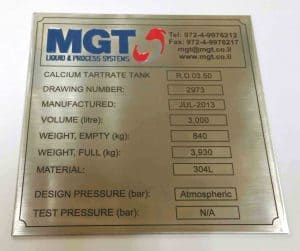 MGT
LIQUID & PROCESS SYSTEMS
Tel: 972-4-9976212
Fax: 972-4-9976217
mgt@mgt.co.il
www.mgt.co.il
CALCIUM TARTRATE TANK R.O.03.50
DRAWING NUMBER: 2973
MANUFACTURED: JUL-2013
VOLUME (litre): 3,000
WEIGHT, EMPTY (kg): 640
WEIGHT, FULL (kg): 3,930
MATERIAL: 304L
DESIGN PRESSURE (bar): Atmospheric
TEST PRESSURE (bar): N/A